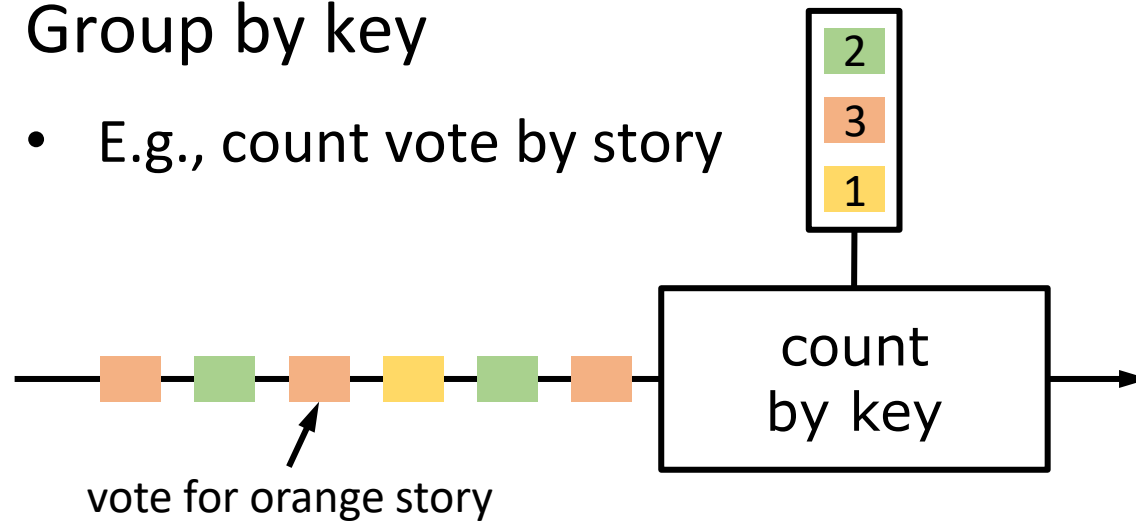 Group by key
• E.g., count vote by story
2
3
1
count
by key
vote for orange story